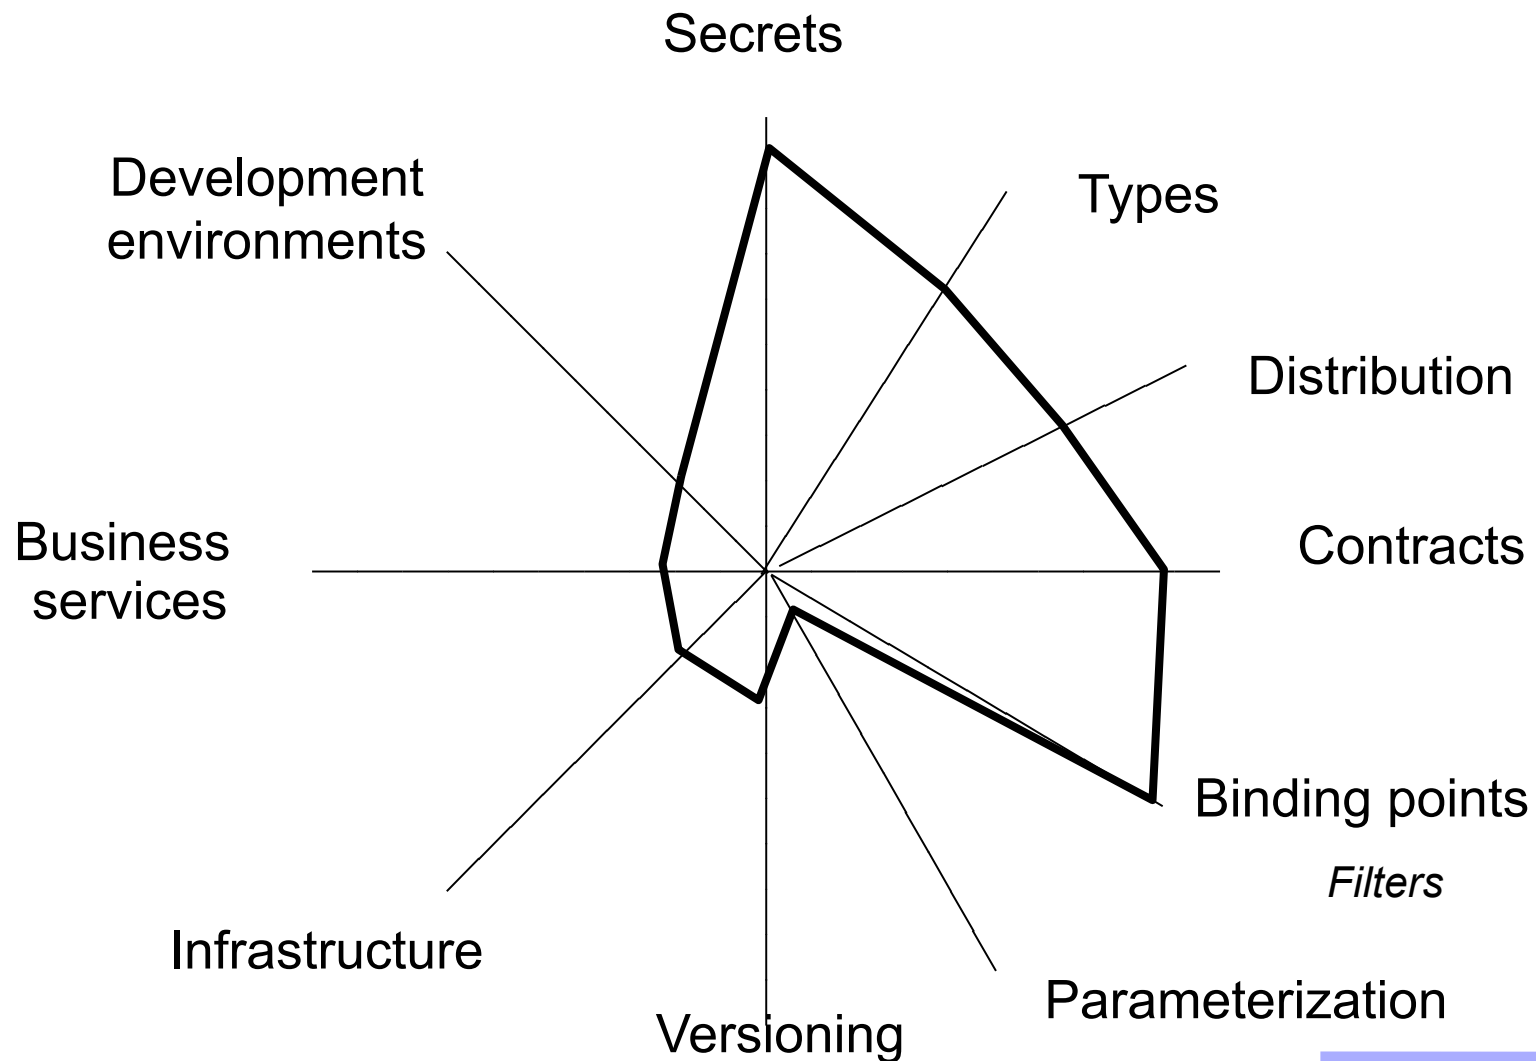 Secrets
Development
environments
Types
Distribution
Business
services
Contracts
Binding points
Filters
Infrastructure
Parameterization
Versioning